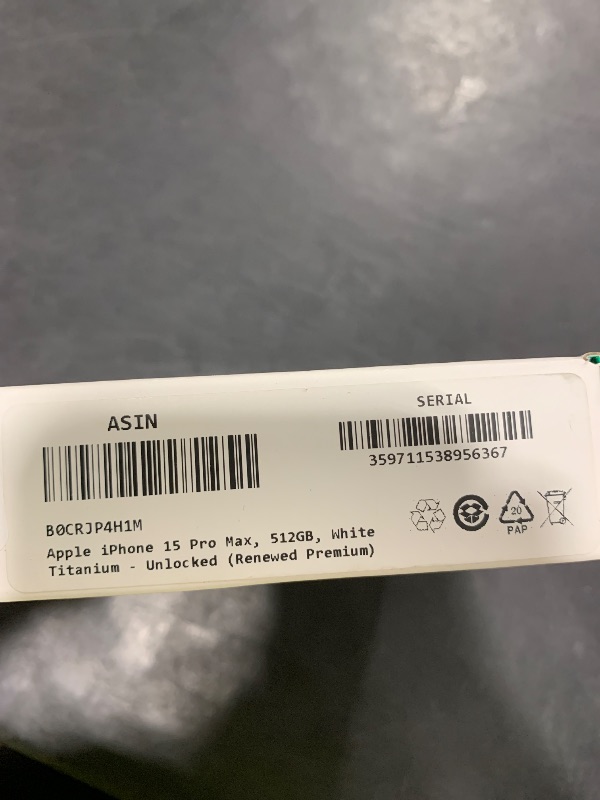 ASIN
B0CRJP4H1M
Apple iPhone 15 Pro Max, 512GB, White
Titanium - Unlocked (Renewed Premium)
SERIAL
359711538956367
20
PAP